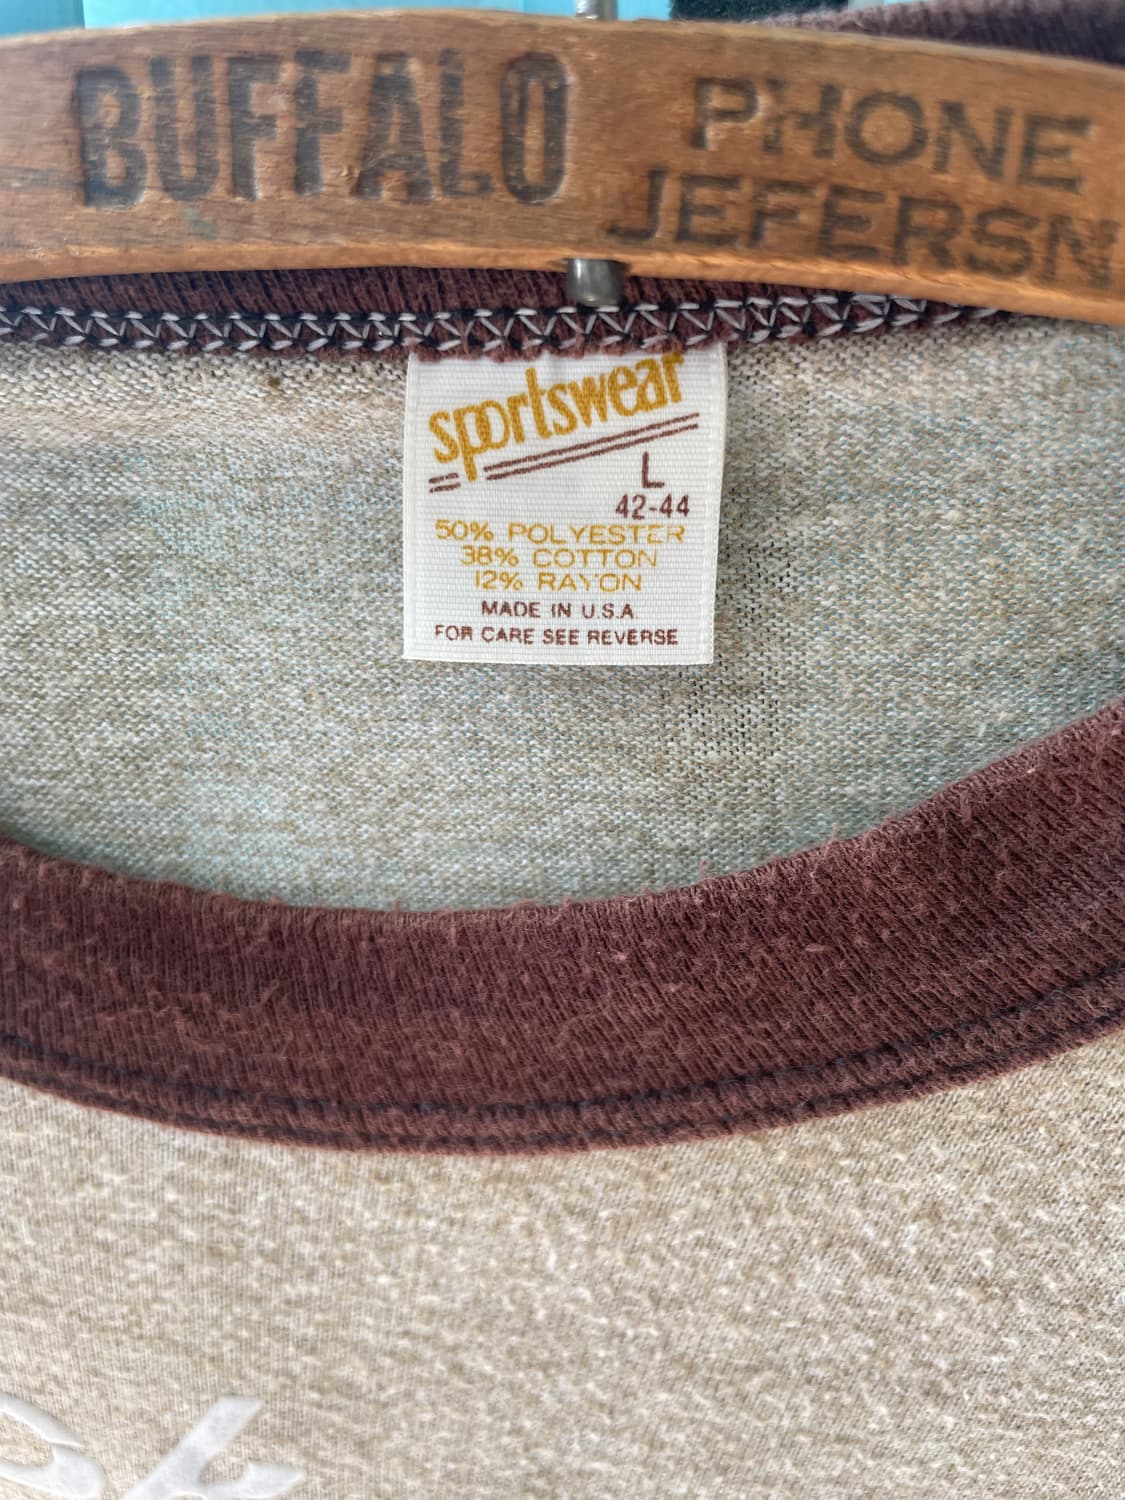 BUFFALO
PHONE
JEFERSN
sportswear
L
42-44
50% POLYESTER
38% COTTON
12% RAYON
MADE IN U.S.A.
FOR CARE SEE REVERSE